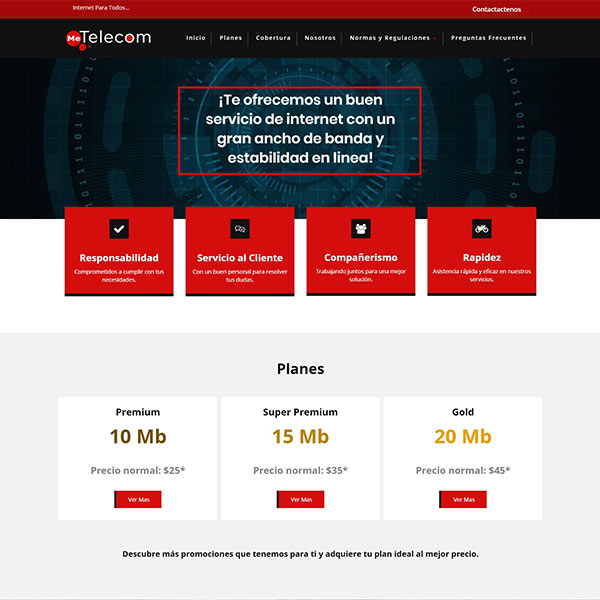 Internet Para Todos...
Contactactenos
Me Telecom
Inicio Planes Cobertura Nosotros Normas y Regulaciones Preguntas Frecuentes
¡Te ofrecemos un buen
servicio de internet con un
gran ancho de banda y
estabilidad en linea!
Responsabilidad
Comprometidos a cumplir con tus
necesidades.
Servicio al Cliente
Con un buen personal para resolver
tus dudas.
Compañerismo
Trabajando juntos para una mejor
solución.
Rapidez
Asistencia rápida y eficaz en nuestros
servicios.
Planes
Premium
10 Mb
Precio normal: $25*
Ver Mas
Super Premium
15 Mb
Precio normal: $35*
Ver Mas
Gold
20 Mb
Precio normal: $45*
Ver Mas
Descubre más promociones que tenemos para ti y adquiere tu plan ideal al mejor precio.